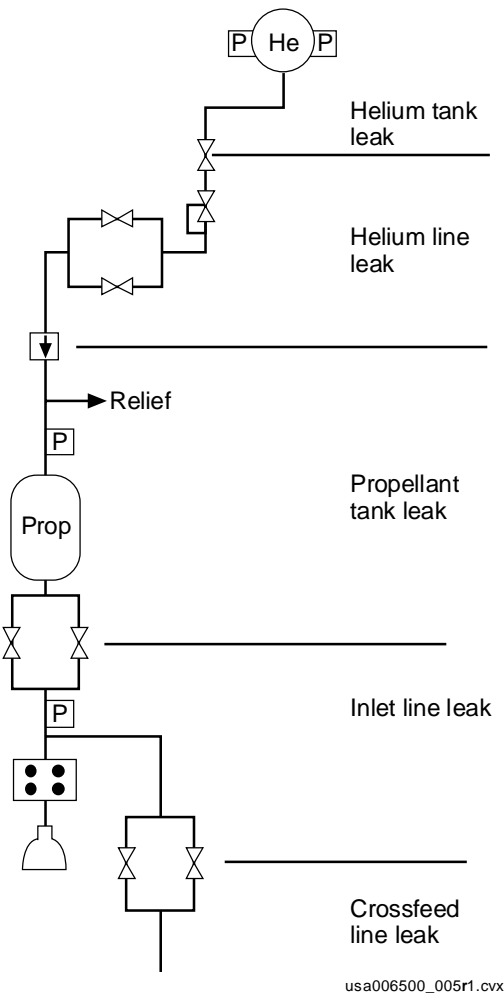 P He P
Helium tank
leak
Helium line
leak
Relief
P
Propellant
tank leak
Prop
P
Inlet line leak
Crossfeed
line leak
usa006500_005r1.cvx